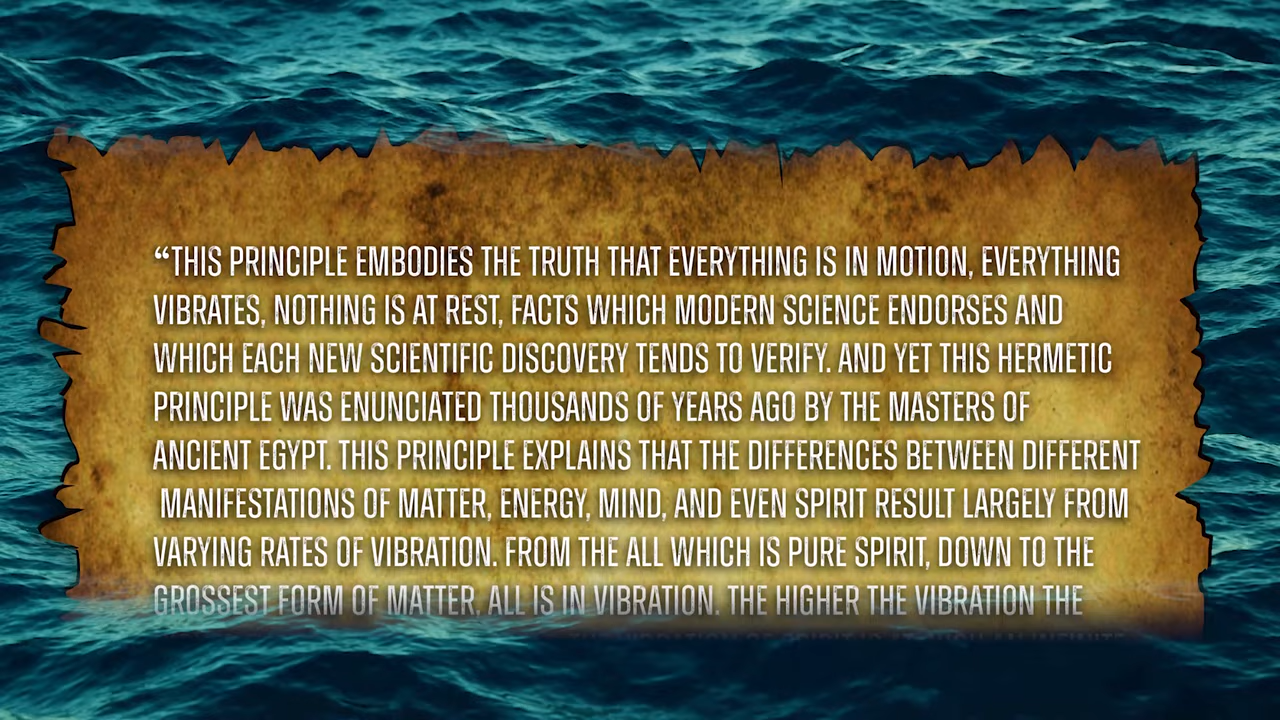 “THIS PRINCIPLE EMBODIES THE TRUTH THAT EVERYTHING IS IN MOTION, EVERYTHING
VIBRATES, NOTHING IS AT REST, FACTS WHICH MODERN SCIENCE ENDORSES AND
WHICH EACH NEW SCIENTIFIC DISCOVERY TENDS TO VERIFY. AND YET THIS HERMETIC
PRINCIPLE WAS ENUNCIATED THOUSANDS OF YEARS AGO BY THE MASTERS OF
ANCIENT EGYPT. THIS PRINCIPLE EXPLAINS THAT THE DIFFERENCES BETWEEN DIFFERENT
MANIFESTATIONS OF MATTER, ENERGY, MIND, AND EVEN SPIRIT RESULT LARGELY FROM
VARYING RATES OF VIBRATION. FROM THE ALL WHICH IS PURE SPIRIT, DOWN TO THE
GROSSEST FORM OF MATTER, ALL IS IN VIBRATION. THE HIGHER THE VIBRATION THE